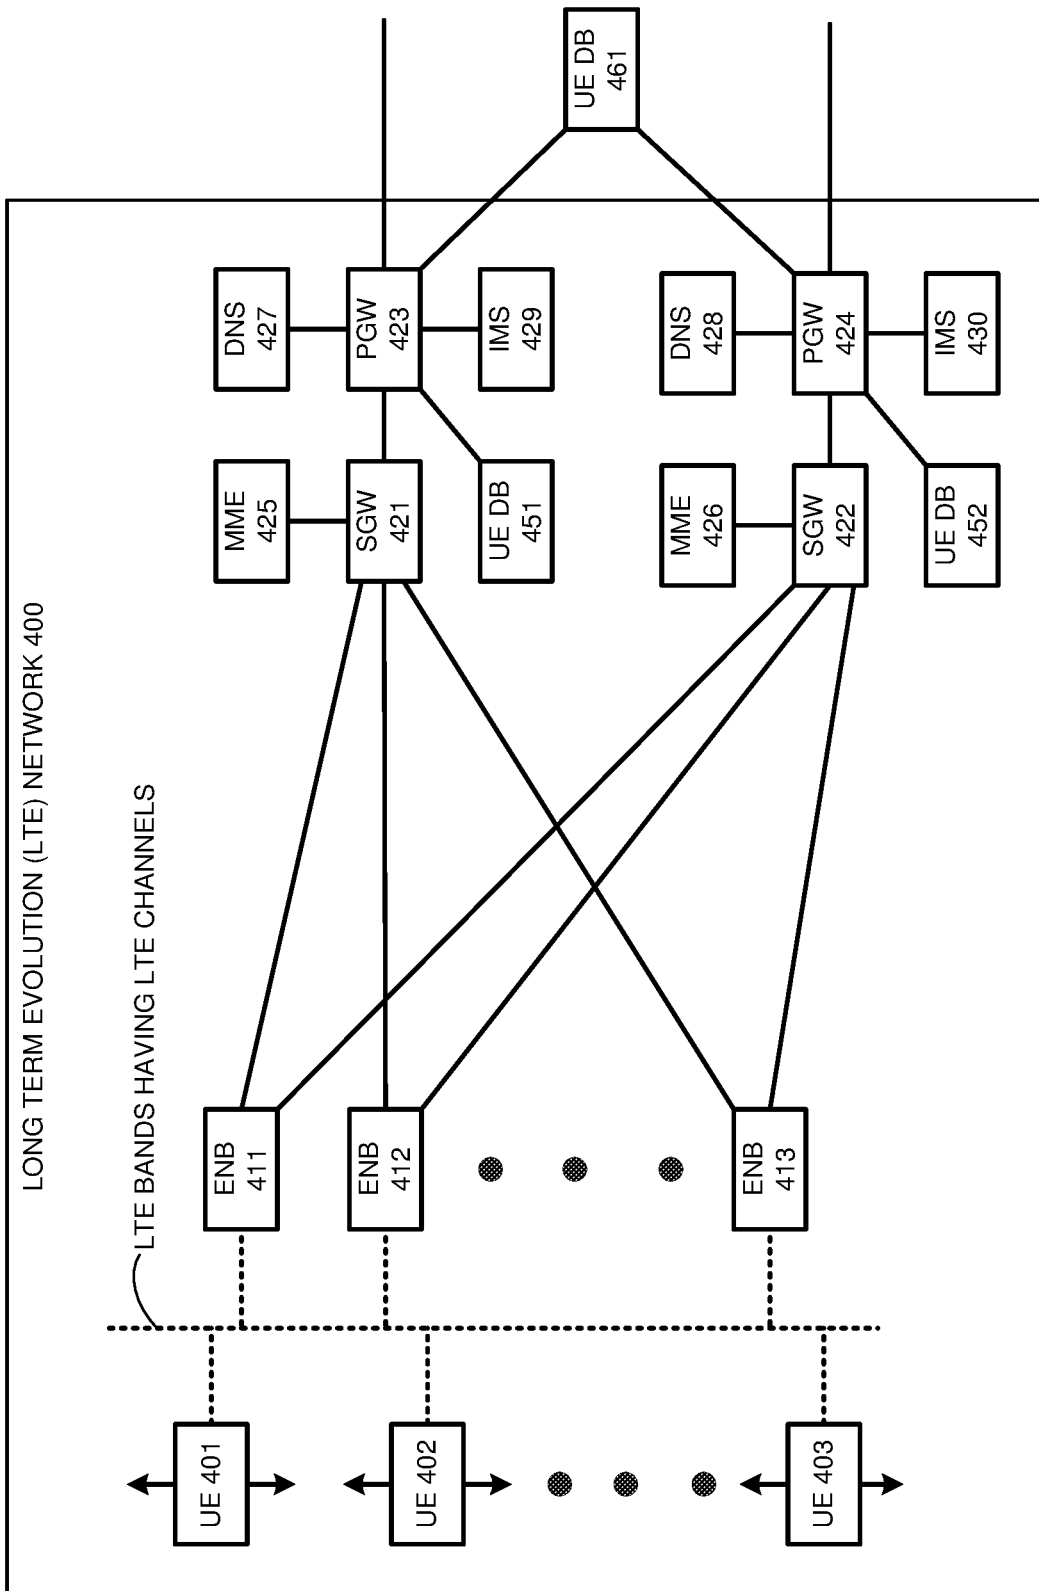 LONG TERM EVOLUTION (LTE) NETWORK 400
LTE BANDS HAVING LTE CHANNELS
UE 401
UE 402
UE 403
ENB
411
ENB
412
ENB
413
MME
425
SGW
421
UE DB
451
MME
426
SGW
422
UE DB
452
DNS
427
PGW
423
IMS
429
DNS
428
PGW
424
IMS
430
UE DB
461